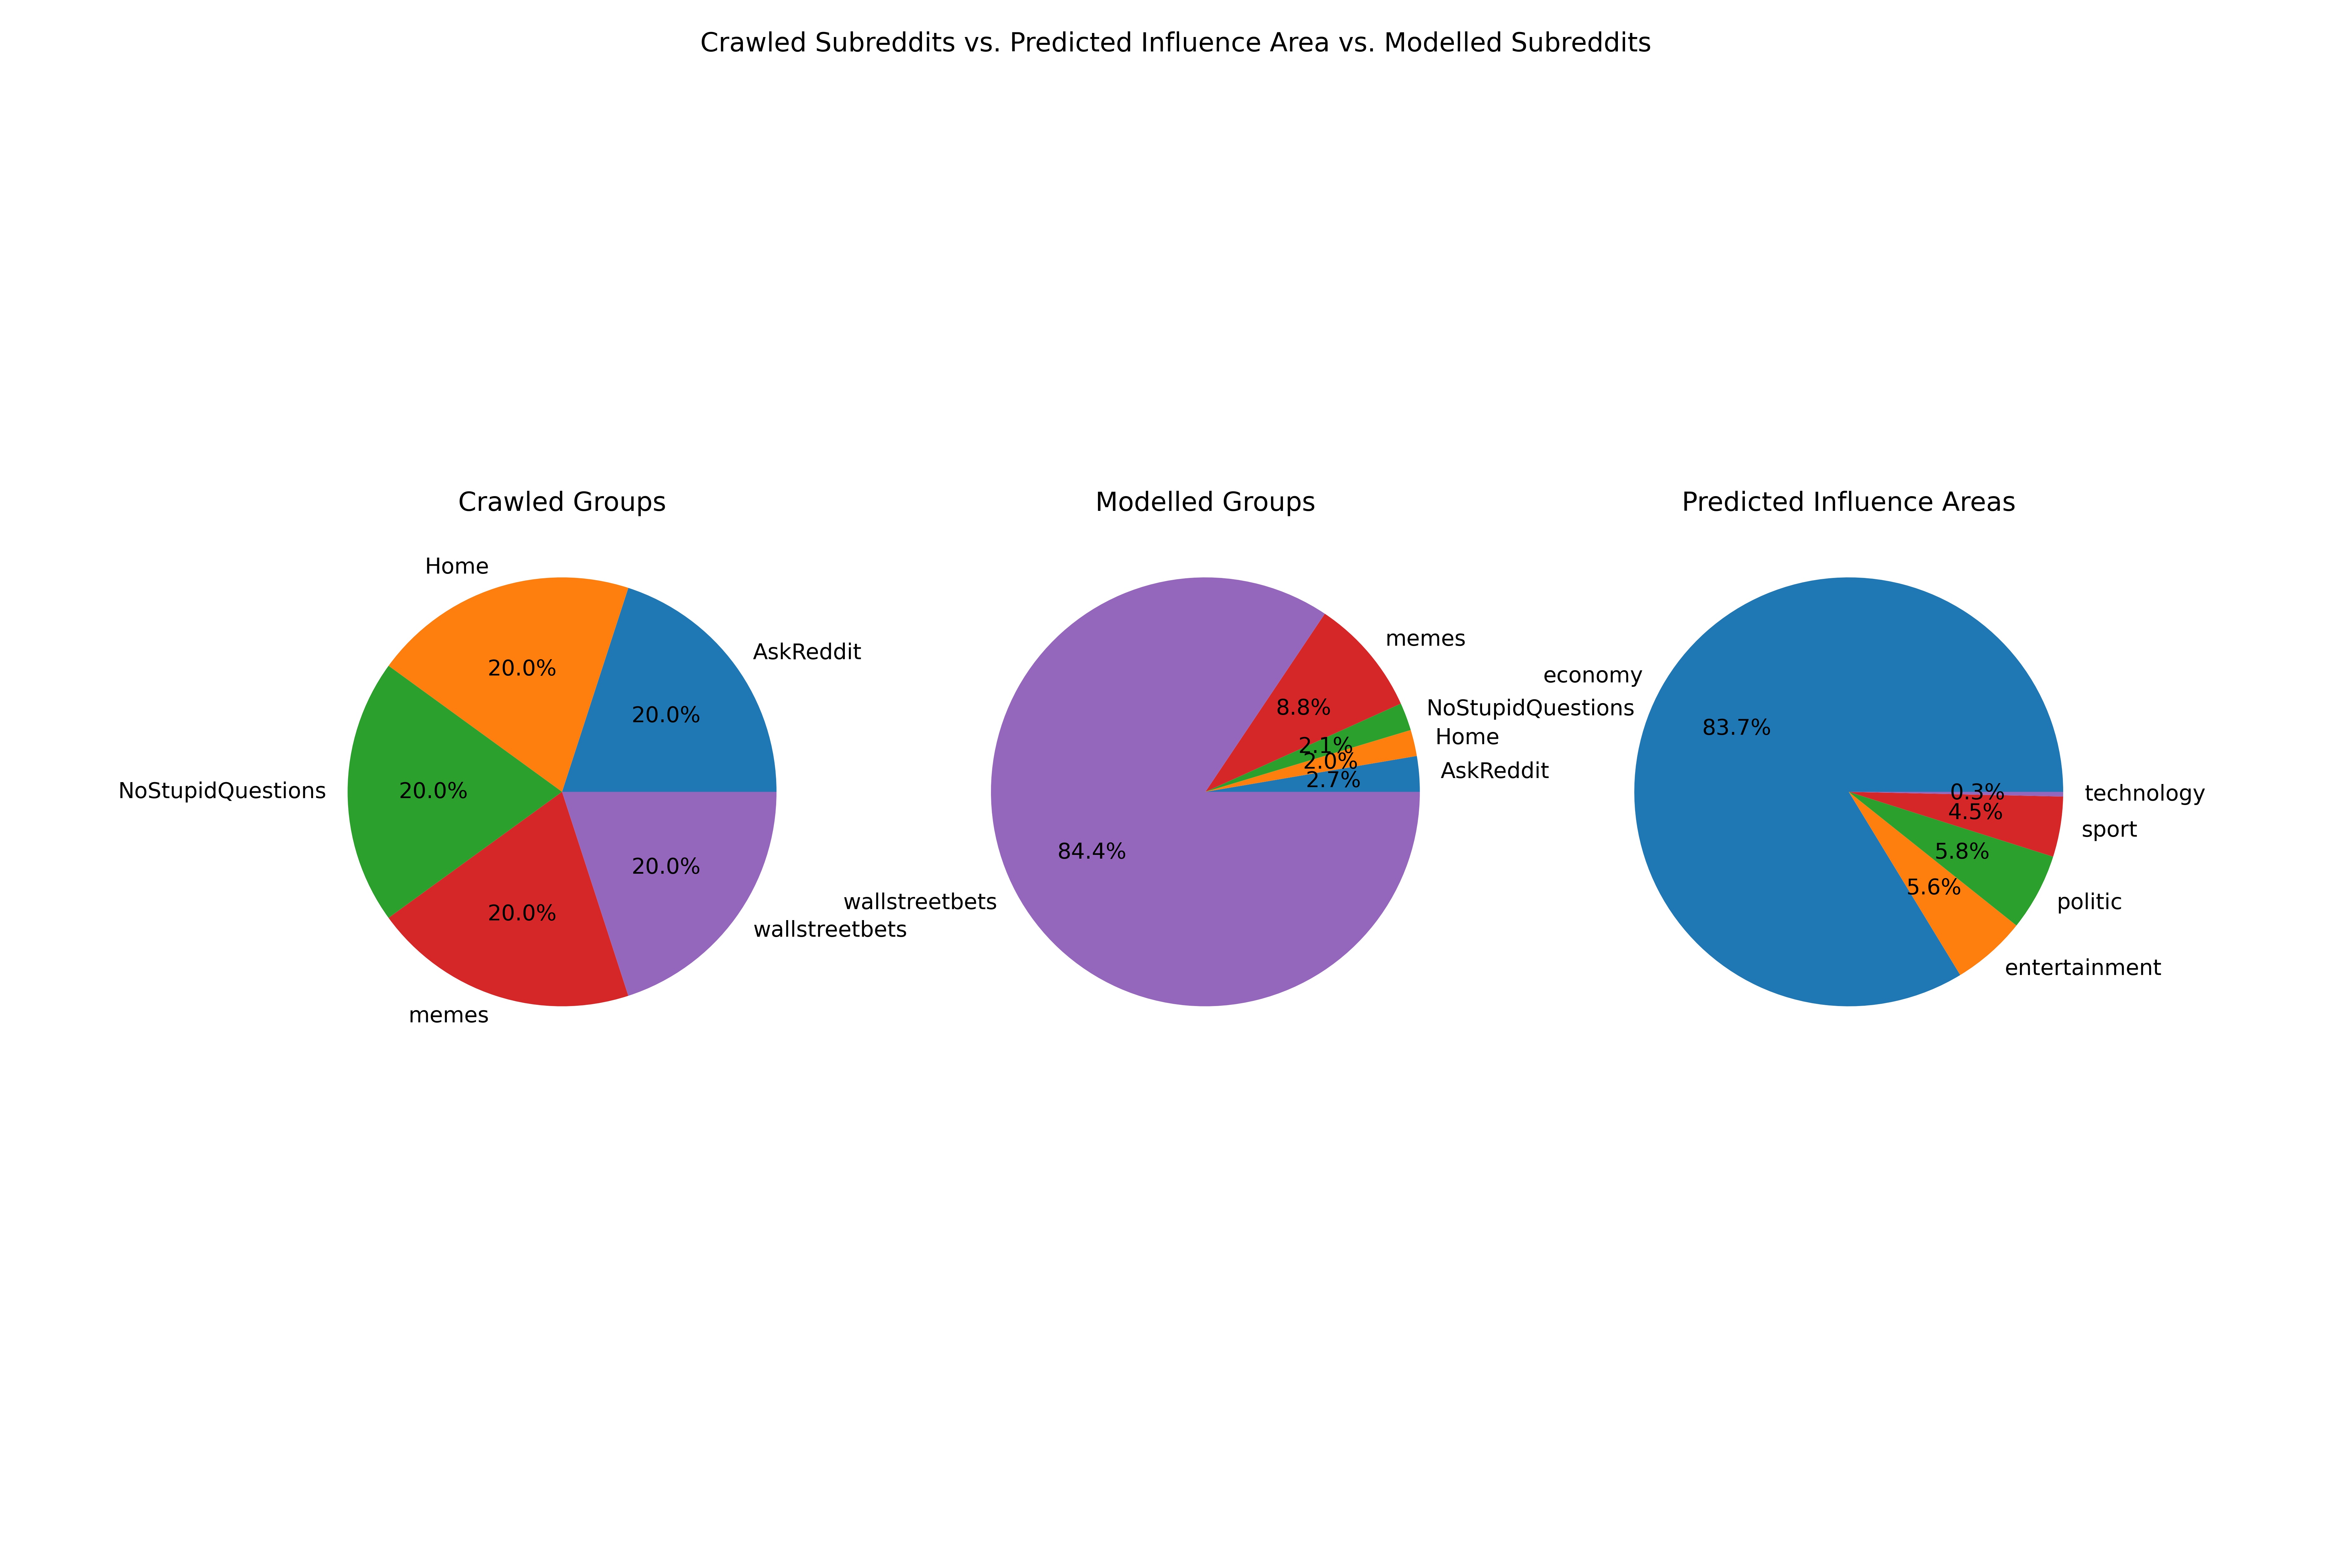 Crawled Subreddits vs. Predicted Influence Area vs. Modelled Subreddits
Crawled Groups
Home
AskReddit
20.0%
20.0%
NoStupidQuestions
20.0%
20.0%
20.0%
wallstreetbets
memes
Modelled Groups
memes
8.8%
NoStupidQuestions
2.1%
Home
2.0%
AskReddit
2.7%
84.4%
wallstreetbets
Predicted Influence Areas
economy
83.7%
0.3%
technology
4.5%
sport
5.8%
politic
5.6%
entertainment